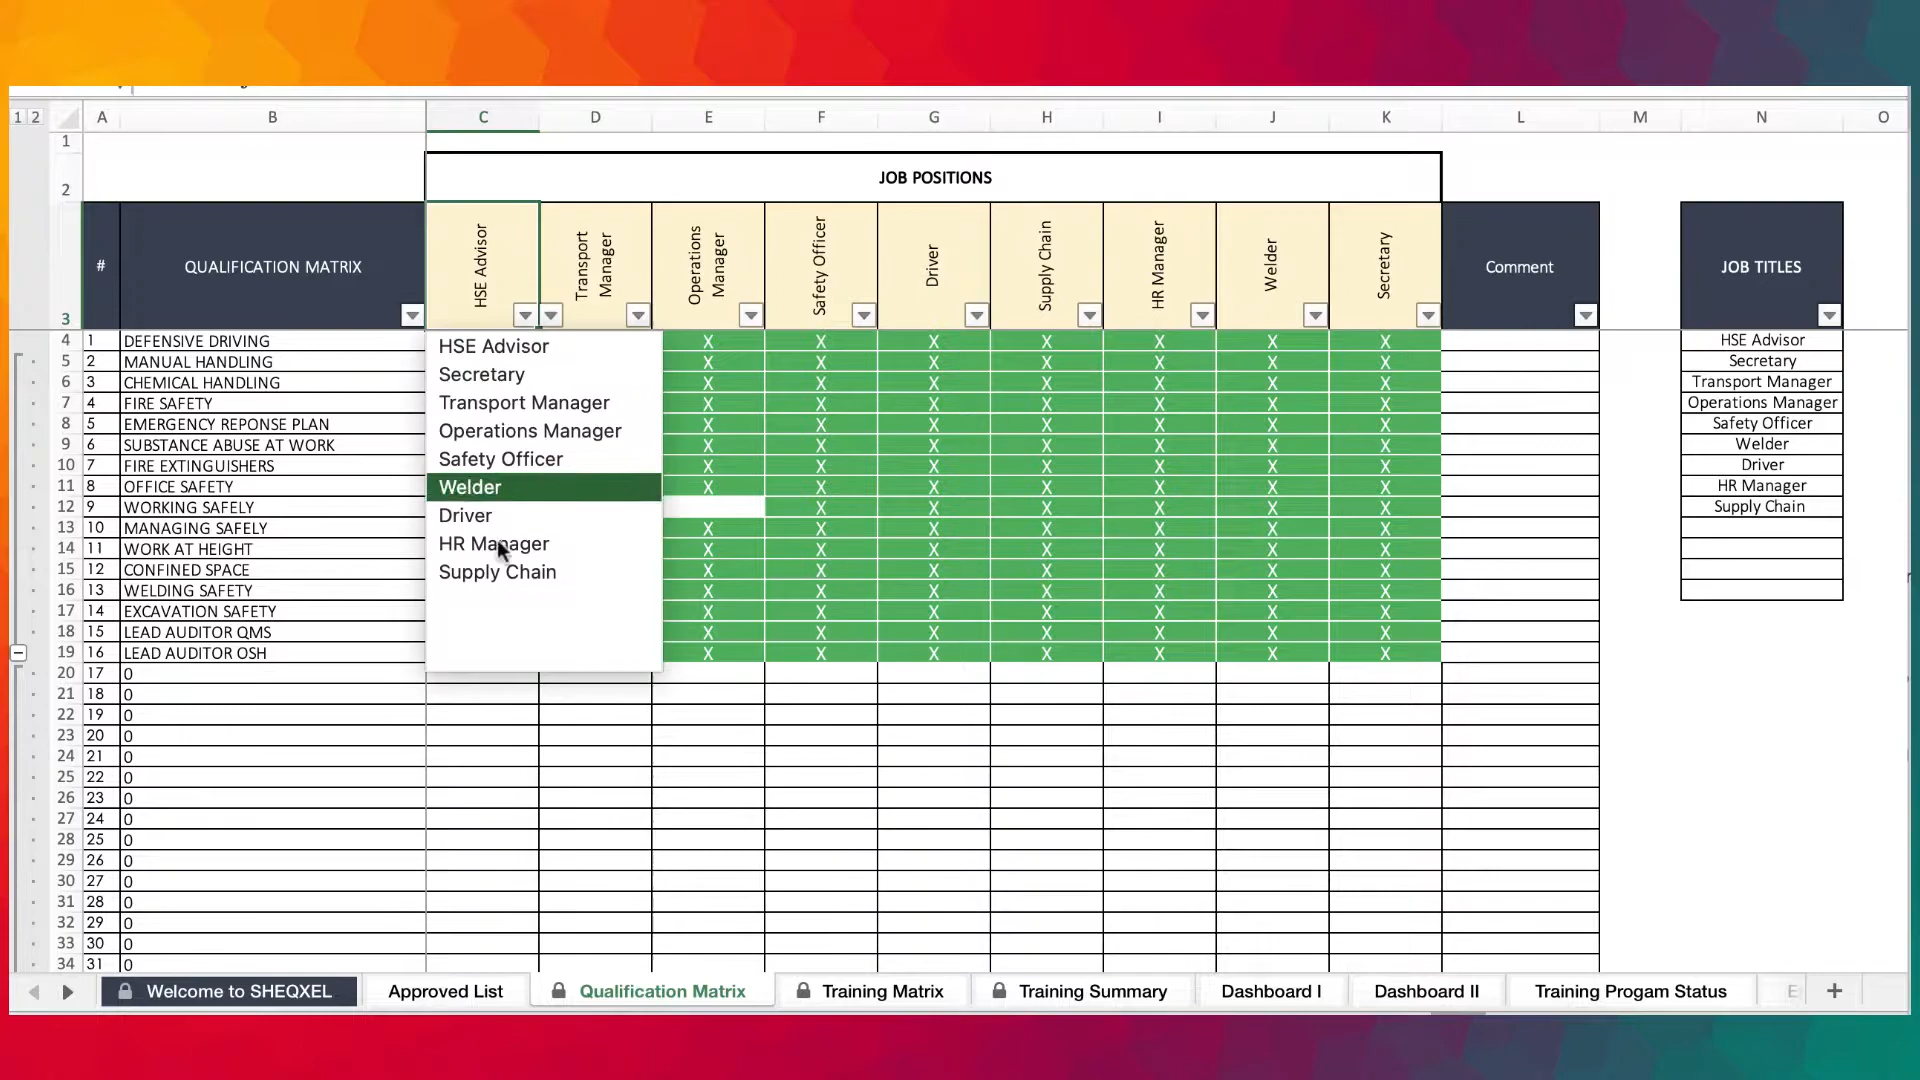 1 2 A B C D E F G H I J K L M N O
1
2 JOB POSITIONS
3 # QUALIFICATION MATRIX HSE Advisor Transport Manager Operations Manager Safety Officer Driver Supply Chain HR Manager Welder Secretary Comment JOB TITLES
4 1 DEFENSIVE DRIVING X X X X X X X HSE Advisor
5 2 MANUAL HANDLING X X X X X X X Secretary
6 3 CHEMICAL HANDLING X X X X X X X Transport Manager
7 4 FIRE SAFETY X X X X X X X Operations Manager
8 5 EMERGENCY REPONSE PLAN X X X X X X X Safety Officer
9 6 SUBSTANCE ABUSE AT WORK X X X X X X X Welder
10 7 FIRE EXTINGUISHERS X X X X X X X Driver
11 8 OFFICE SAFETY X X X X X X X HR Manager
12 9 WORKING SAFELY X X X X X X Supply Chain
13 10 MANAGING SAFELY X X X X X X X
14 11 WORK AT HEIGHT X X X X X X X
15 12 CONFINED SPACE X X X X X X X
16 13 WELDING SAFETY X X X X X X X
17 14 EXCAVATION SAFETY X X X X X X X
18 15 LEAD AUDITOR QMS X X X X X X X
19 16 LEAD AUDITOR OSH X X X X X X X
HSE Advisor
Secretary
Transport Manager
Operations Manager
Safety Officer
Welder
Driver
HR Manager
Supply Chain
20 17 0
21 18 0
22 19 0
23 20 0
24 21 0
25 22 0
26 23 0
27 24 0
28 25 0
29 26 0
30 27 0
31 28 0
32 29 0
33 30 0
34 31 0
Welcome to SHEQXEL Approved List Qualification Matrix Training Matrix Training Summary Dashboard I Dashboard II Training Progam Status E +